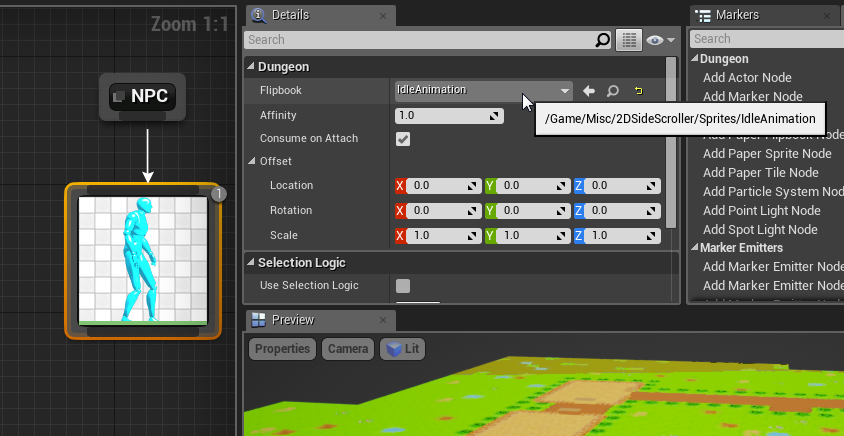 Zoom 1:1
NPC
1
Details
Search
Dungeon
Flipbook
IdleAnimation
/Game/Misc/2DSideScroller/Sprites/IdleAnimation
Affinity
1.0
Consume on Attach
Offset
Location
X 0.0 Y 0.0 Z 0.0
Rotation
X 0.0 Y 0.0 Z 0.0
Scale
X 1.0 Y 1.0 Z 1.0
Selection Logic
Use Selection Logic
Preview
Properties
Camera
Lit
Markers
Search
Dungeon
Add Actor Node
Add Marker Node
Add Paper Flipbook Node
Add Paper Sprite Node
Add Paper Tile Node
Add Particle System Nod
Add Point Light Node
Add Spot Light Node
Marker Emitters
Add Marker Emitter Node
Add Marker Emitter Node